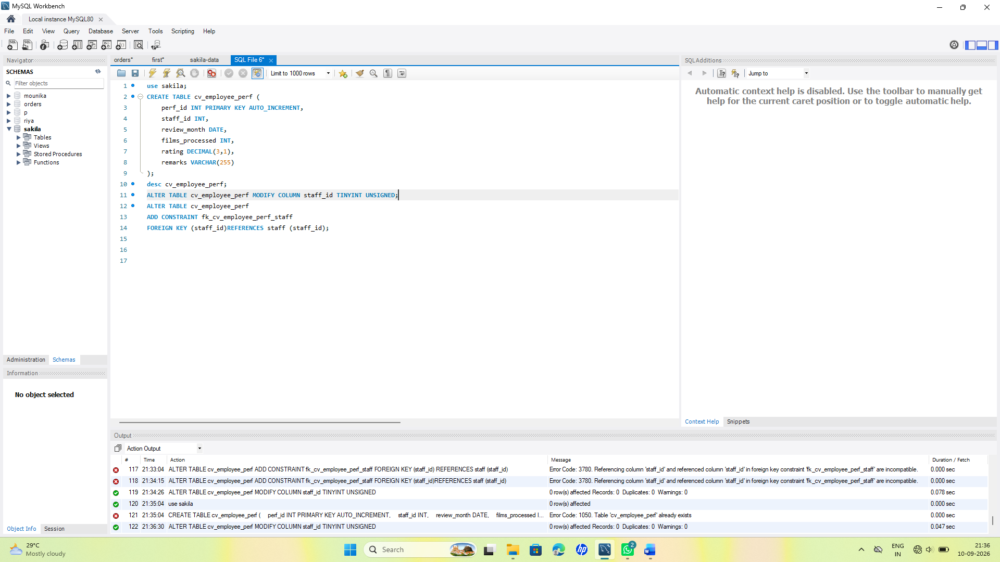 MySQL Workbench
Local instance MySQL80
File Edit View Query Database Server Tools Scripting Help
Navigator
SCHEMAS
Filter objects
mounika
orders
p
riya
sakila
Tables
Views
Stored Procedures
Functions
Administration Schemas
Information
No object selected
Object Info Session
orders* first* sakila-data SQL File 6*
Limit to 1000 rows
1 use sakila;
2 CREATE TABLE cv_employee_perf (
3 perf_id INT PRIMARY KEY AUTO_INCREMENT,
4 staff_id INT,
5 review_month DATE,
6 films_processed INT,
7 rating DECIMAL(3,1),
8 remarks VARCHAR(255)
9 );
10 desc cv_employee_perf;
11 ALTER TABLE cv_employee_perf MODIFY COLUMN staff_id TINYINT UNSIGNED;
12 ALTER TABLE cv_employee_perf
13 ADD CONSTRAINT fk_cv_employee_perf_staff
14 FOREIGN KEY (staff_id)REFERENCES staff (staff_id);
15
16
17
SQLAdditions
Jump to
Automatic context help is disabled. Use the toolbar to manually get
help for the current caret position or to toggle automatic help.
Context Help Snippets
Output
Action Output
# Time Action Message Duration / Fetch
117 21:33:04 ALTER TABLE cv_employee_perf ADD CONSTRAINT fk_cv_employee_perf_staff FOREIGN KEY (staff_id) REFERENCES staff (staff_id) Error Code: 3780. Referencing column 'staff_id' and referenced column 'staff_id' in foreign key constraint 'fk_cv_employee_perf_staff' are incompatible. 0.000 sec
118 21:34:15 ALTER TABLE cv_employee_perf ADD CONSTRAINT fk_cv_employee_perf_staff FOREIGN KEY (staff_id)REFERENCES staff (staff_id) Error Code: 3780. Referencing column 'staff_id' and referenced column 'staff_id' in foreign key constraint 'fk_cv_employee_perf_staff' are incompatible. 0.000 sec
119 21:34:26 ALTER TABLE cv_employee_perf MODIFY COLUMN staff_id TINYINT UNSIGNED 0 row(s) affected Records: 0 Duplicates: 0 Warnings: 0 0.078 sec
120 21:35:04 use sakila 0 row(s) affected 0.000 sec
121 21:35:04 CREATE TABLE cv_employee_perf ( perf_id INT PRIMARY KEY AUTO_INCREMENT, staff_id INT, review_month DATE, films_processed I... Error Code: 1050. Table 'cv_employee_perf' already exists 0.000 sec
122 21:36:30 ALTER TABLE cv_employee_perf MODIFY COLUMN staff_id TINYINT UNSIGNED 0 row(s) affected Records: 0 Duplicates: 0 Warnings: 0 0.047 sec
29°C
Mostly cloudy
Search
hp
2
W
ENG
IN
21:36
10-09-2026